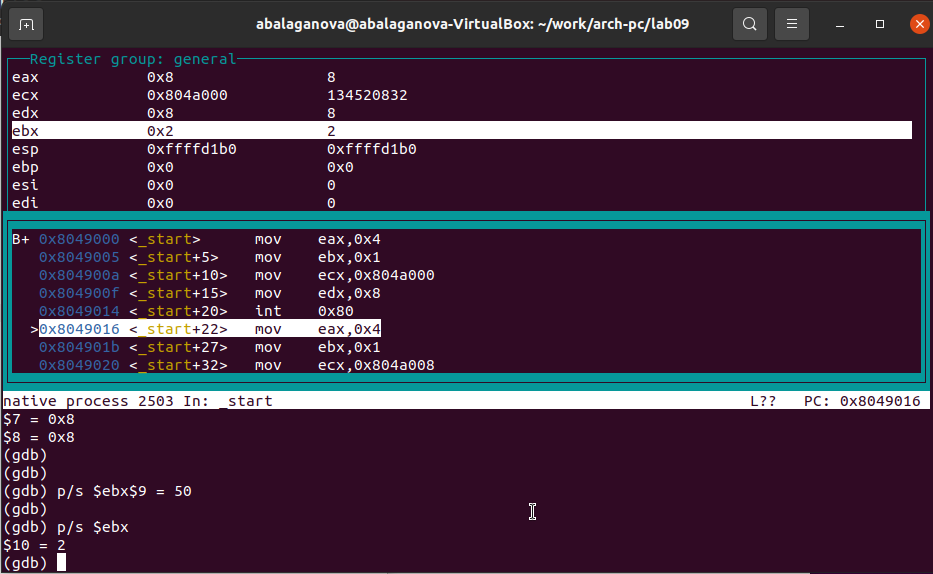 abalaganova@abalaganova-VirtualBox: ~/work/arch-pc/lab09
Register group: general
eax 0x8 8
ecx 0x804a000 134520832
edx 0x8 8
ebx 0x2 2
esp 0xffffd1b0 0xffffd1b0
ebp 0x0 0x0
esi 0x0 0
edi 0x0 0
B+ 0x8049000 <_start> mov eax,0x4
0x8049005 <_start+5> mov ebx,0x1
0x804900a <_start+10> mov ecx,0x804a000
0x804900f <_start+15> mov edx,0x8
0x8049014 <_start+20> int 0x80
>0x8049016 <_start+22> mov eax,0x4
0x804901b <_start+27> mov ebx,0x1
0x8049020 <_start+32> mov ecx,0x804a008
native process 2503 In: _start L?? PC: 0x8049016
$7 = 0x8
$8 = 0x8
(gdb)
(gdb)
(gdb) p/s $ebx$9 = 50
(gdb)
(gdb) p/s $ebx
$10 = 2
(gdb)